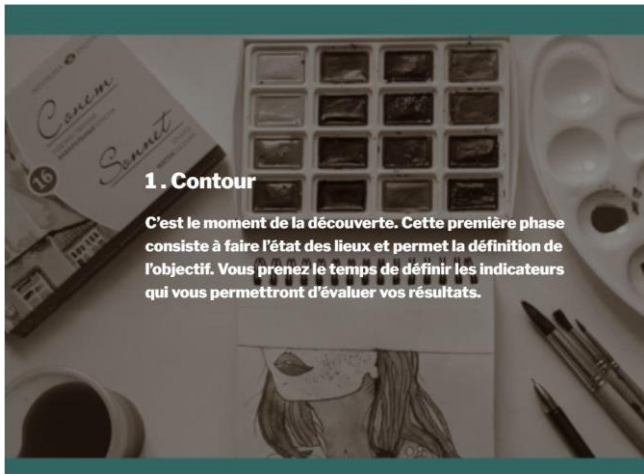 Сонет
Sonnet
16
1. Contour
C'est le moment de la découverte. Cette première phase
consiste à faire l'état des lieux et permet la définition de
l'objectif. Vous prenez le temps de définir les indicateurs
qui vous permettront d'évaluer vos résultats.